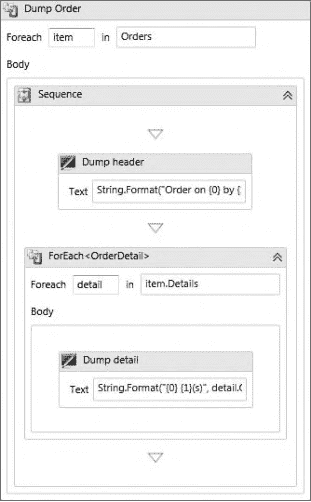 Dump Order
Foreach item in Orders
Body
Sequence
Dump header
Text String.Format("Order on {0} by {
ForEach<OrderDetail>
Foreach detail in item.Details
Body
Dump detail
Text String.Format("{0} {1}(s)", detail.